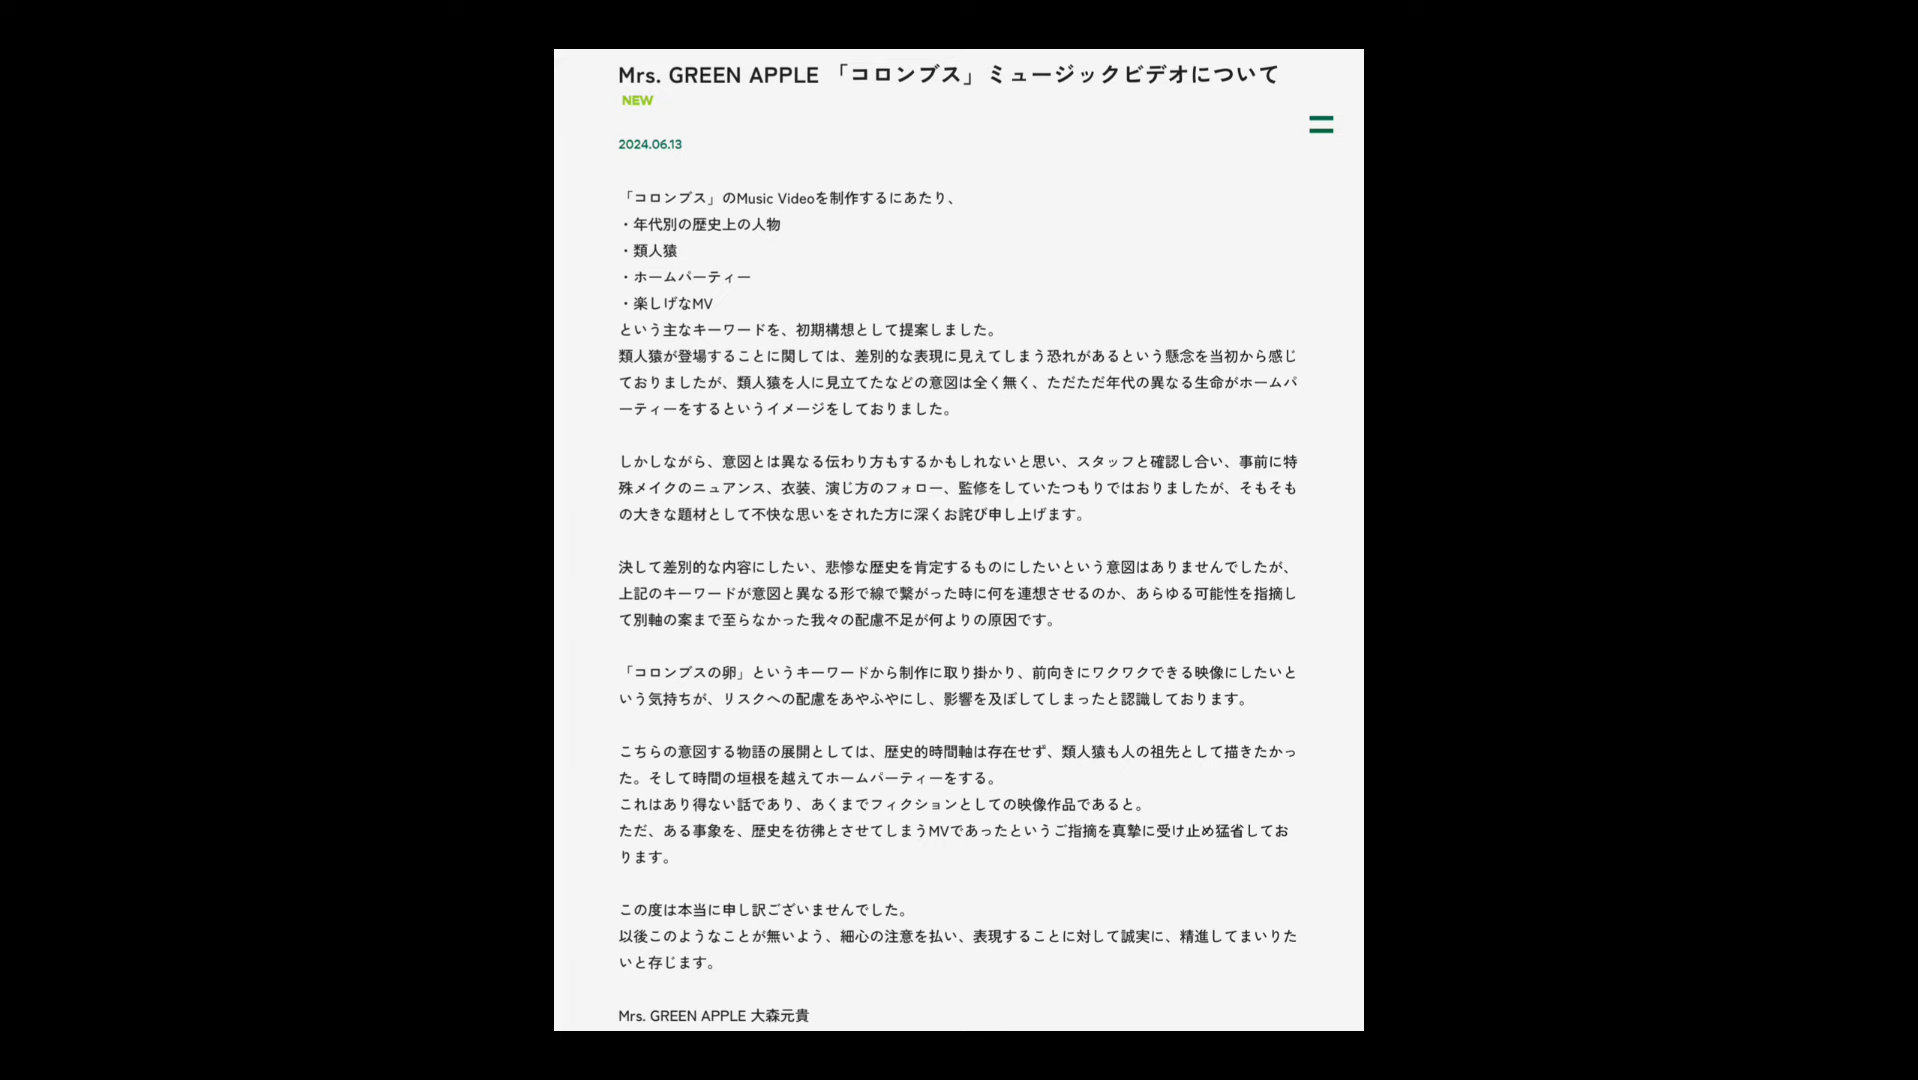 Mrs. GREEN APPLE 「コロンブス」ミュージックビデオについて
NEW
2024.06.13
「コロンブス」のMusic Videoを制作するにあたり、
・年代別の歴史上の人物
・類人猿
・ホームパーティー
・楽しげなMV
という主なキーワードを、初期構想として提案しました。
類人猿が登場することに関しては、差別的な表現に見えてしまう恐れがあるという懸念を当初から感じ
ておりましたが、類人猿を人に見立てたなどの意図は全く無く、ただただ年代の異なる生命がホームパ
ーティーをするというイメージをしておりました。
しかしながら、意図とは異なる伝わり方もするかもしれないと思い、スタッフと確認し合い、事前に特
殊メイクのニュアンス、衣装、演じ方のフォロー、監修をしていたつもりではおりましたが、そもそも
の大きな題材として不快な思いをされた方に深くお詫び申し上げます。
決して差別的な内容にしたい、悲惨な歴史を肯定するものにしたいという意図はありませんでしたが、
上記のキーワードが意図と異なる形で線で繋がった時に何を連想させるのか、あらゆる可能性を指摘し
て別軸の案まで至らなかった我々の配慮不足が何よりの原因です。
「コロンブスの卵」というキーワードから制作に取り掛かり、前向きにワクワクできる映像にしたいと
いう気持ちが、リスクへの配慮をあやふやにし、影響を及ぼしてしまったと認識しております。
こちらの意図する物語の展開としては、歴史的時間軸は存在せず、類人猿も人の祖先として描きたかっ
た。そして時間の垣根を越えてホームパーティーをする。
これはあり得ない話であり、あくまでフィクションとしての映像作品であると。
ただ、ある事象を、歴史を彷彿とさせてしまうMVであったというご指摘を真摯に受け止め猛省してお
ります。
この度は本当に申し訳ございませんでした。
以後このようなことが無いよう、細心の注意を払い、表現することに対して誠実に、精進してまいりた
いと存じます。
Mrs. GREEN APPLE 大森元貴